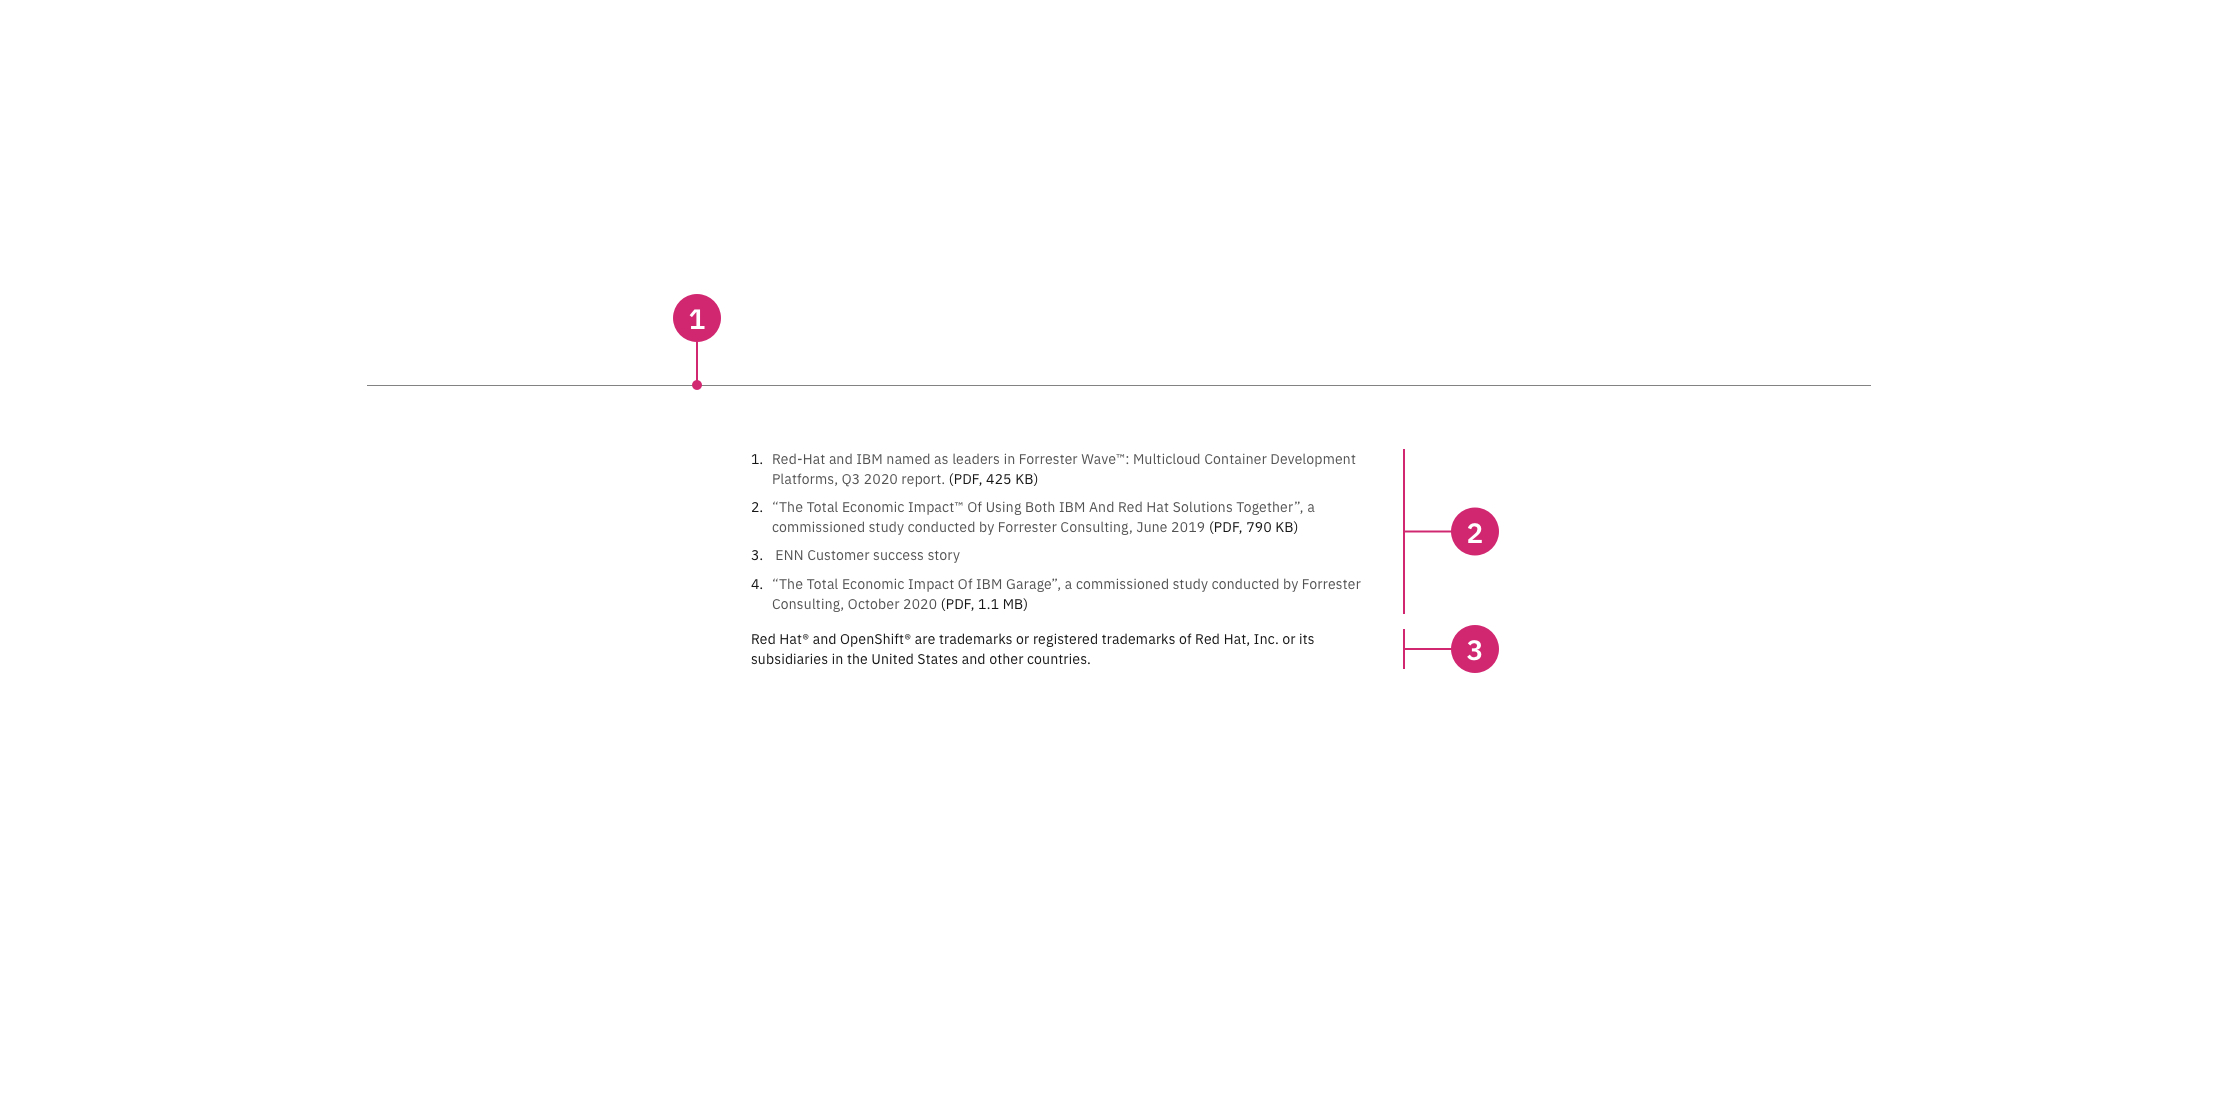 1
1. Red-Hat and IBM named as leaders in Forrester Wave™: Multicloud Container Development
Platforms, Q3 2020 report. (PDF, 425 KB)
2. “The Total Economic Impact™ Of Using Both IBM And Red Hat Solutions Together”, a
commissioned study conducted by Forrester Consulting, June 2019 (PDF, 790 KB)
2
3. ENN Customer success story
4. “The Total Economic Impact Of IBM Garage”, a commissioned study conducted by Forrester
Consulting, October 2020 (PDF, 1.1 MB)
Red Hat® and OpenShift® are trademarks or registered trademarks of Red Hat, Inc. or its
subsidiaries in the United States and other countries.
3